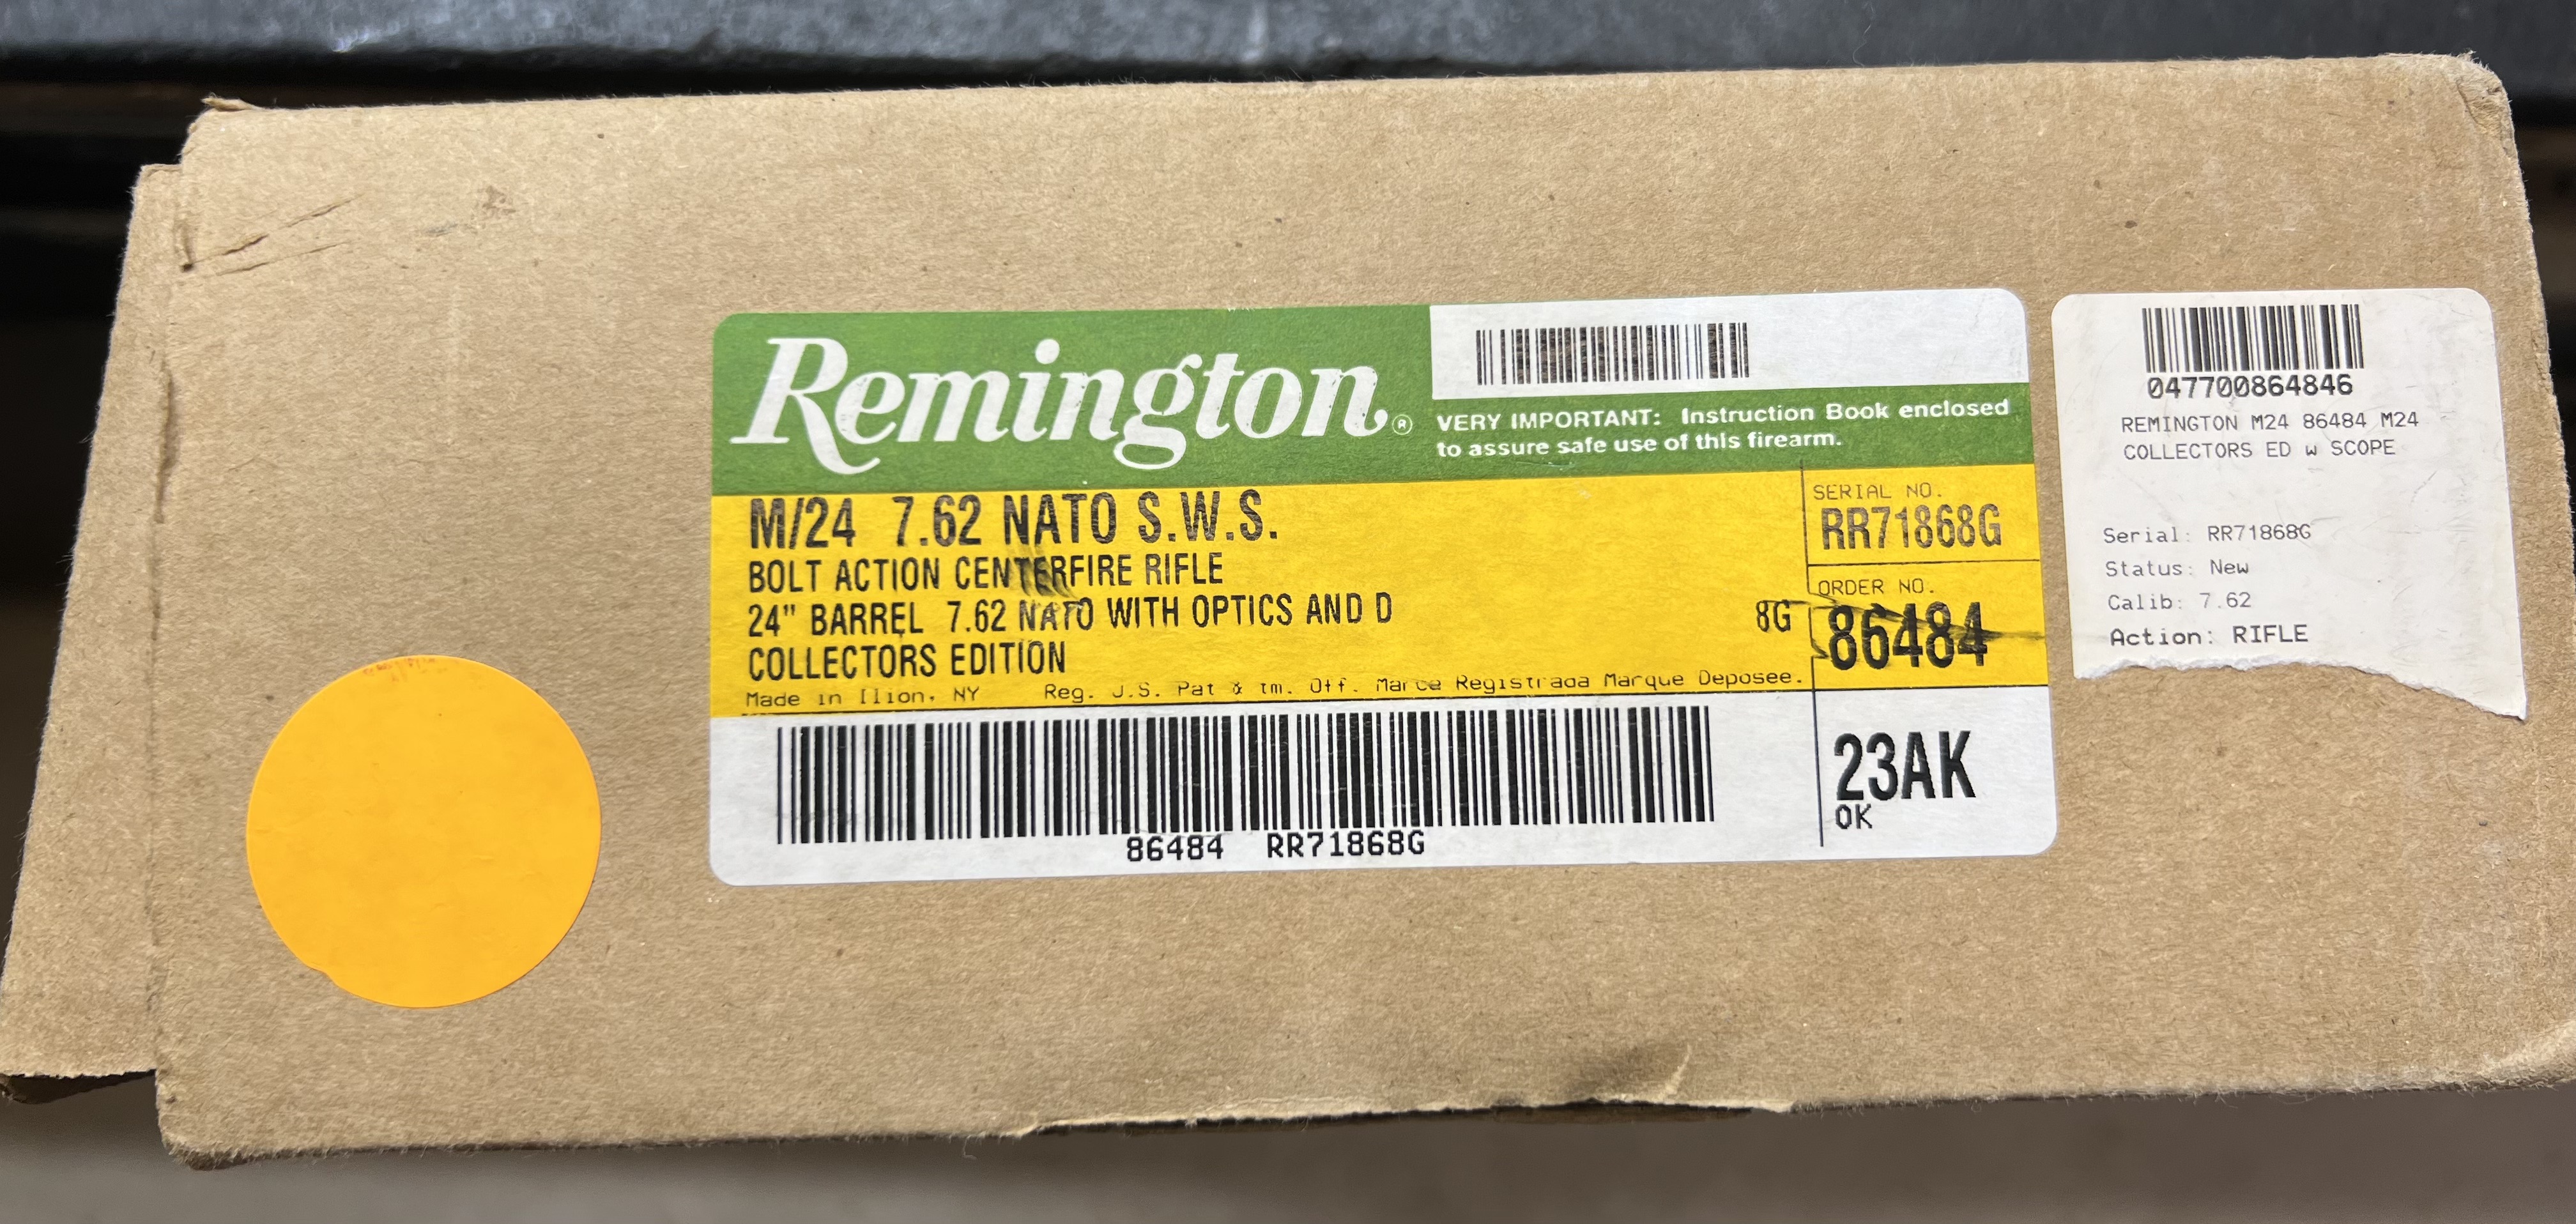 Remington®
VERY IMPORTANT: Instruction Book enclosed
to assure safe use of this firearm.
M/24 7.62 NATO S.W.S.
BOLT ACTION CENTERFIRE RIFLE
24" BARREL 7.62 NATO WITH OPTICS AND D
8G
COLLECTORS EDITION
Made in Ilion, NY Reg. U.S. Pat & tm. Off. Marca Registrada Marque Deposee.
SERIAL NO.
RR71868G
ORDER NO.
86484
23AK
OK
86484 RR71868G
047700864846
REMINGTON M24 86484 M24
COLLECTORS ED w SCOPE
Serial: RR71868G
Status: New
Calib: 7.62
Action: RIFLE